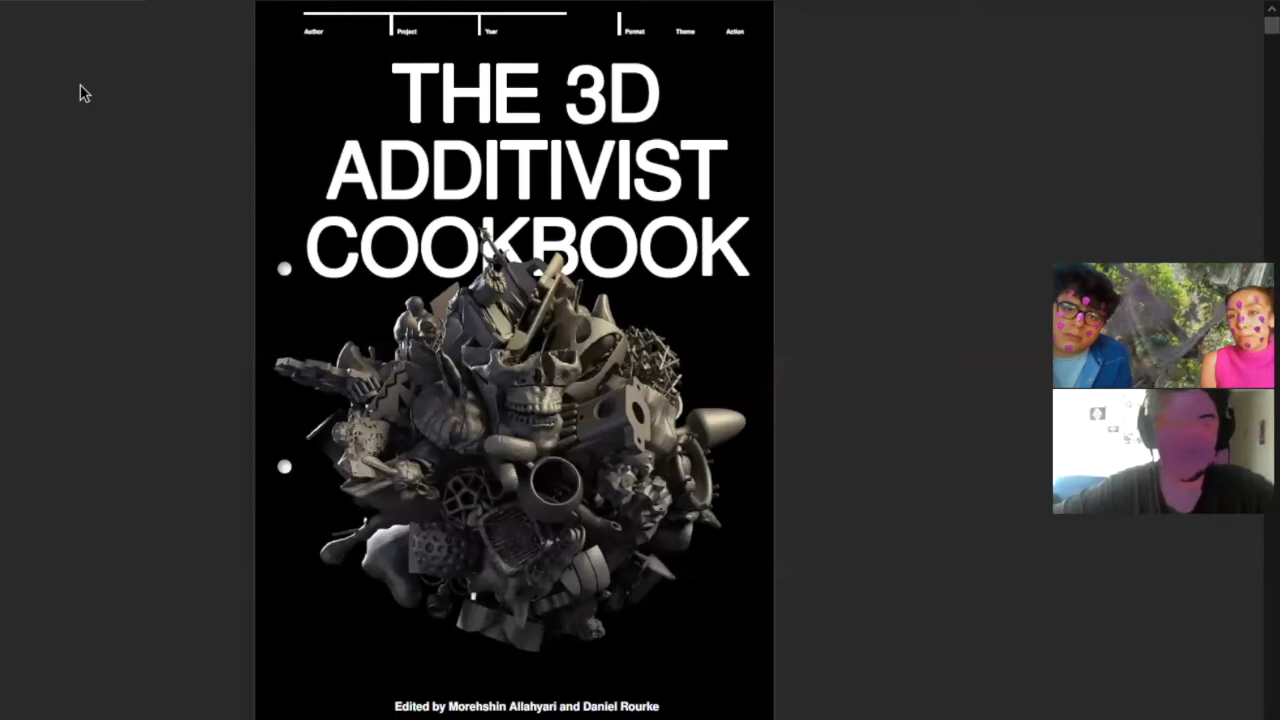 Author Project Year Format Theme Action
THE 3D
ADDITIVIST
COOKBOOK
Edited by Morehshin Allahyari and Daniel Rourke